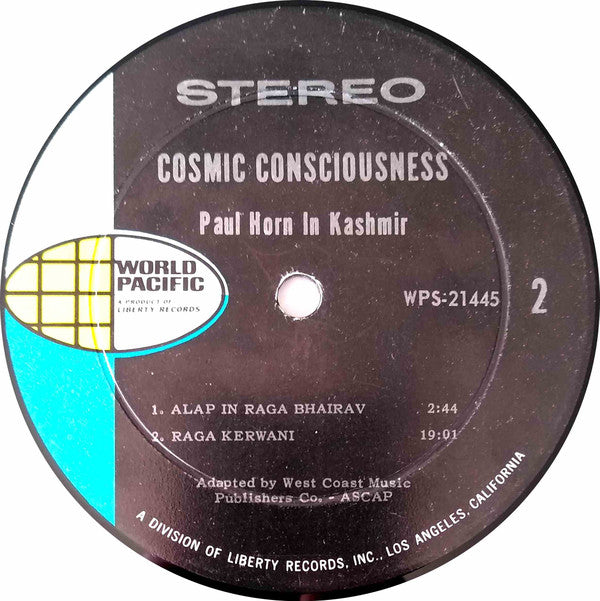 STEREO
COSMIC CONSCIOUSNESS
Paul Horn In Kashmir
WORLD
PACIFIC
A PRODUCT OF
LIBERTY RECORDS
WPS-21445
2
1. ALAP IN RAGA BHAIRAV 2:44
2. RAGA KERWANI 19:01
Adapted by West Coast Music
Publishers Co. - ASCAP
A DIVISION OF LIBERTY RECORDS, INC., LOS ANGELES, CALIFORNIA